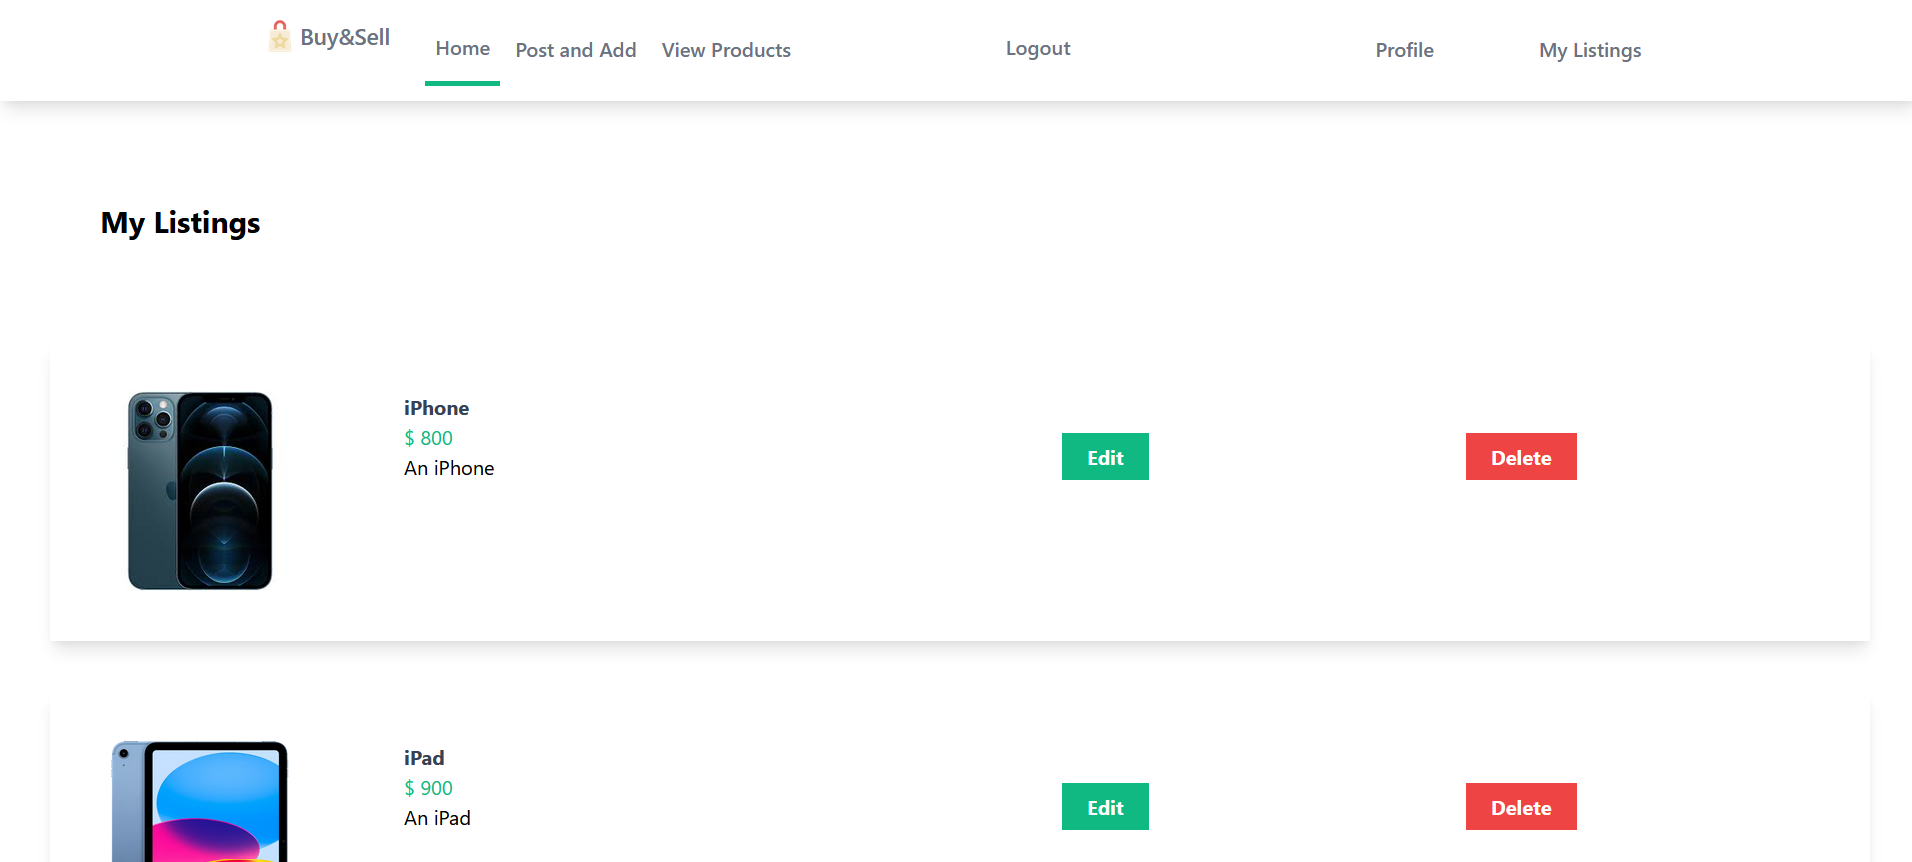 Buy&Sell
Home
Post and Add
View Products
Logout
Profile
My Listings
My Listings
iPhone
$ 800
An iPhone
Edit
Delete
iPad
$ 900
An iPad
Edit
Delete